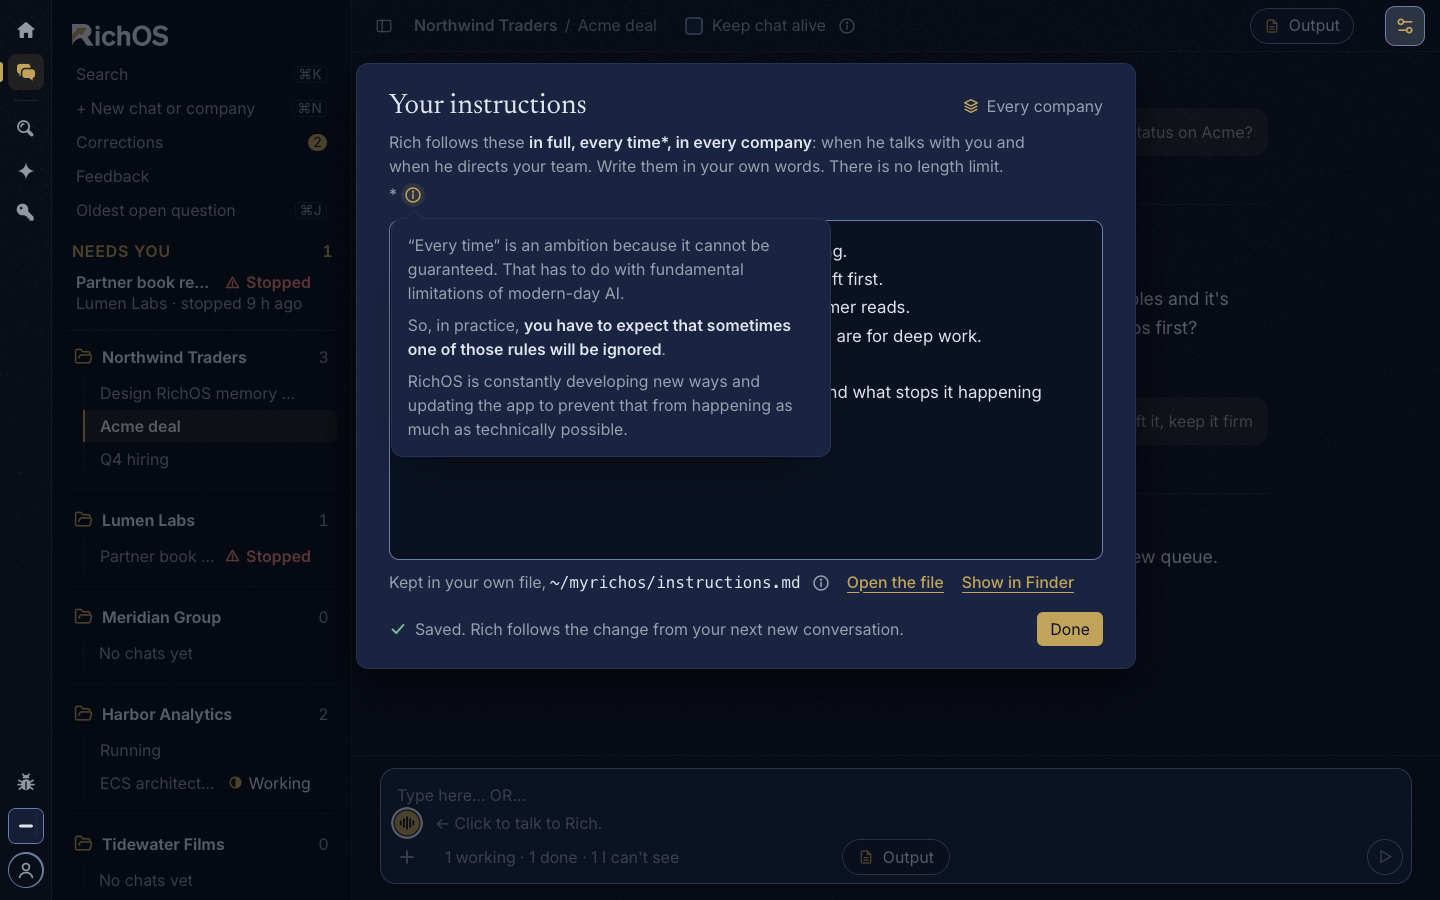 RichOS
Search ⌘K
+ New chat or company ⌘N
Corrections 2
Feedback
Oldest open question ⌘J
NEEDS YOU 1
Partner book re... Stopped
Lumen Labs · stopped 9 h ago
Northwind Traders 3
Design RichOS memory ...
Acme deal
Q4 hiring
Lumen Labs 1
Partner book ... Stopped
Meridian Group 0
No chats yet
Harbor Analytics 2
Running
ECS architect... Working
Tidewater Films 0
No chats yet
Northwind Traders / Acme deal
Keep chat alive
Output
tatus on Acme?
les and it's
s first?
ft it, keep it firm
ew queue.
Your instructions
Every company
Rich follows these in full, every time*, in every company: when he talks with you and
when he directs your team. Write them in your own words. There is no length limit.
*
“Every time” is an ambition because it cannot be
guaranteed. That has to do with fundamental
limitations of modern-day AI.
So, in practice, you have to expect that sometimes
one of those rules will be ignored.
RichOS is constantly developing new ways and
updating the app to prevent that from happening as
much as technically possible.
g.
ft first.
mer reads.
are for deep work.
nd what stops it happening
Kept in your own file, ~/myrichos/instructions.md
Open the file
Show in Finder
Saved. Rich follows the change from your next new conversation.
Done
Type here... OR...
← Click to talk to Rich.
1 working · 1 done · 1 I can't see
Output